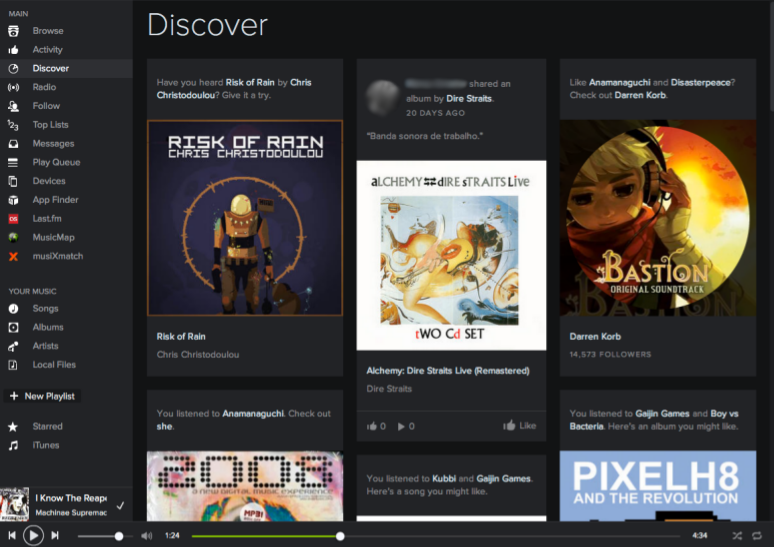 MAIN
Browse
Activity
Discover
Radio
Follow
Top Lists
Messages
Play Queue
Devices
App Finder
Last.fm
MusicMap
musiXmatch
YOUR MUSIC
Songs
Albums
Artists
Local Files
New Playlist
Starred
iTunes
I Know The Reape
Machinae Supremac
Discover
Have you heard Risk of Rain by Chris
Christodoulou? Give it a try.
RISK OF RAIN
CHRIS CHRISTODOULOU
Risk of Rain
Chris Christodoulou
You listened to Anamanaguchi. Check out
she.
2008
a new digital music experience
MP3!
shared an
album by Dire Straits.
20 DAYS AGO
"Banda sonora de trabalho."
aLCHEMY dIRE sTRAITS Live
tWO Cd SET
Alchemy: Dire Straits Live (Remastered)
Dire Straits
0 0 Like
You listened to Kubbi and Gaijin Games.
Here's a song you might like.
Like Anamanaguchi and Disasterpeace?
Check out Darren Korb.
BASTION
ORIGINAL SOUNDTRACK
Darren Korb
14,573 FOLLOWERS
You listened to Gaijin Games and Boy vs
Bacteria. Here's an album you might like.
PIXELH8
AND THE REVOLUTION
1:24
4:34